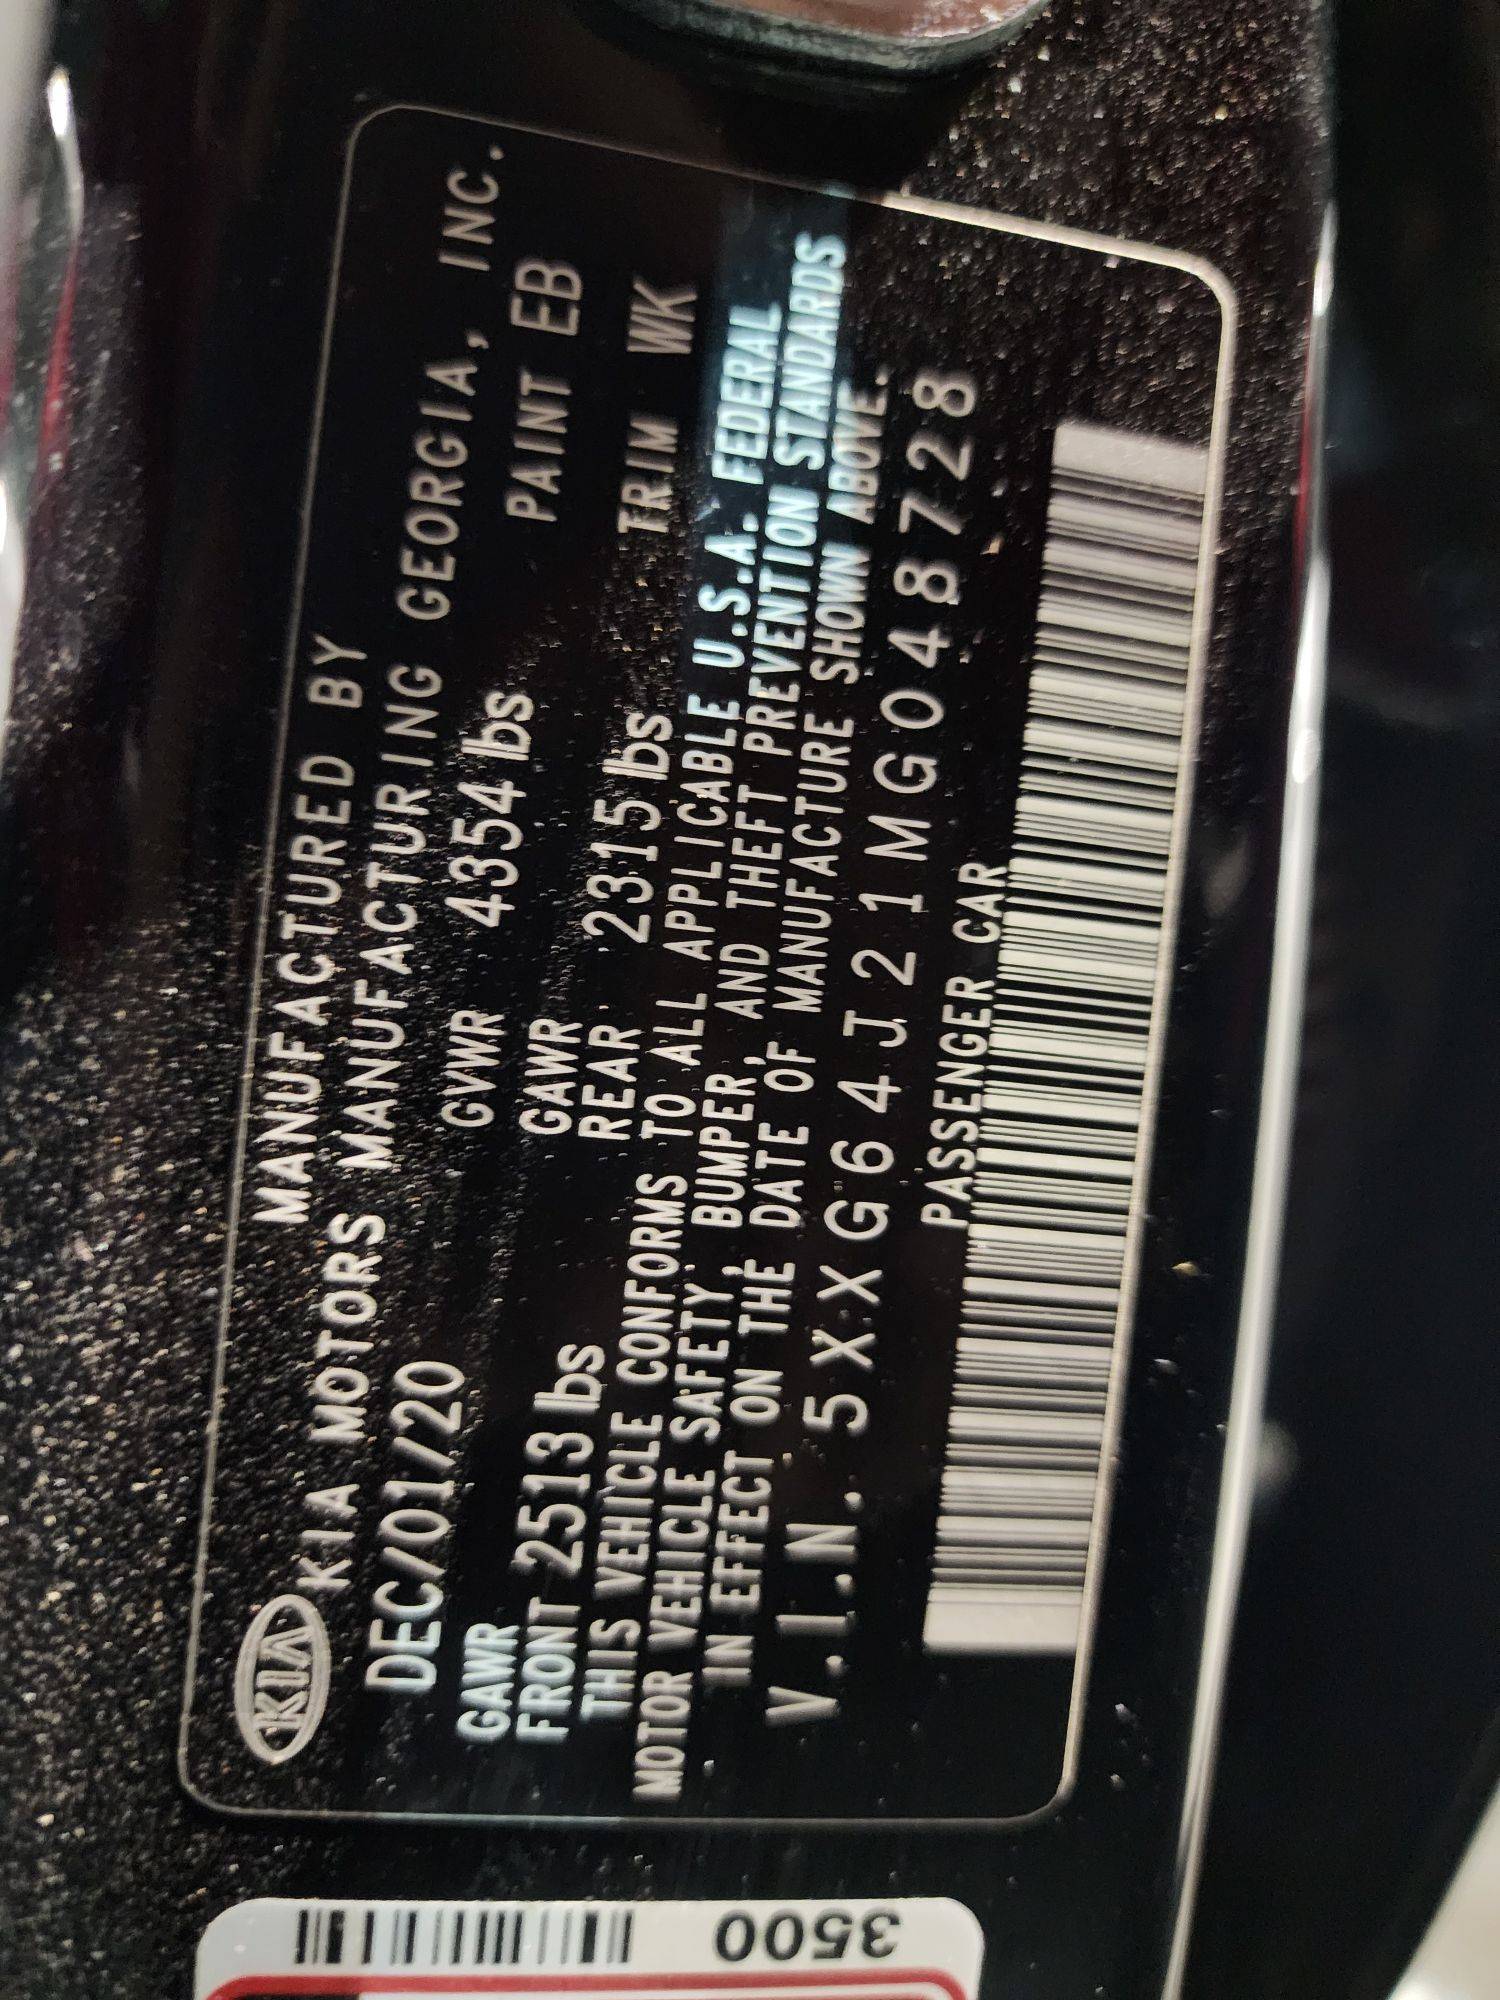 KIA
MANUFACTURED BY
KIA MOTORS MANUFACTURING GEORGIA, INC.
DEC/01/20 GVWR 4354 lbs PAINT EB
GAWR FRONT 2513 lbs GAWR REAR 2315 lbs TRIM WK
THIS VEHICLE CONFORMS TO ALL APPLICABLE U.S.A. FEDERAL
MOTOR VEHICLE SAFETY, BUMPER, AND THEFT PREVENTION STANDARDS
IN EFFECT ON THE DATE OF MANUFACTURE SHOWN ABOVE.
V.I.N. 5XXG64J21MG048728
PASSENGER CAR
3500